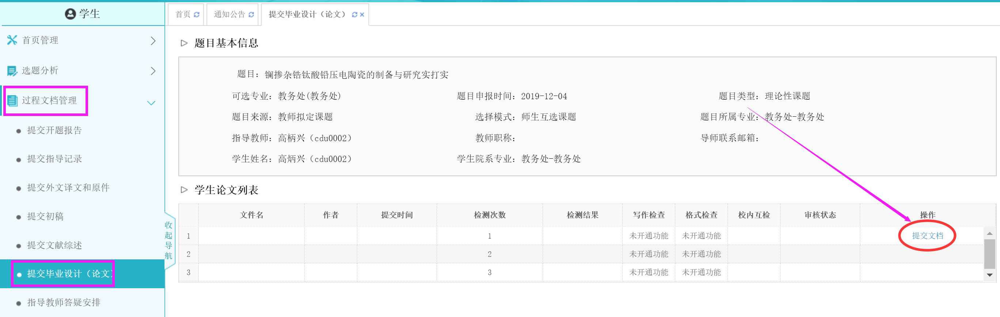 学生
首页管理
选题分析
过程文档管理
提交开题报告
提交指导记录
提交外文译文和原件
提交初稿
提交文献综述
提交毕业设计（论文）
指导教师答疑安排
收起导航
首页 通知公告 提交毕业设计（论文）
题目基本信息
题目：镧掺杂锆钛酸铅压电陶瓷的制备与研究实打实
可选专业：教务处(教务处) 题目申报时间：2019-12-04 题目类型：理论性课题
题目来源：教师拟定课题 选择模式：师生互选课题 题目所属专业：教务处-教务处
指导教师：高柄兴（cdu0002） 教师职称： 导师联系邮箱：
学生姓名：高炳兴（cdu0002） 学生院系专业：教务处-教务处
学生论文列表
文件名 作者 提交时间 检测次数 检测结果 写作检查 格式检查 校内互检 审核状态 操作
1 1 未开通功能 未开通功能 提交文档
2 2 未开通功能 未开通功能
3 3 未开通功能 未开通功能